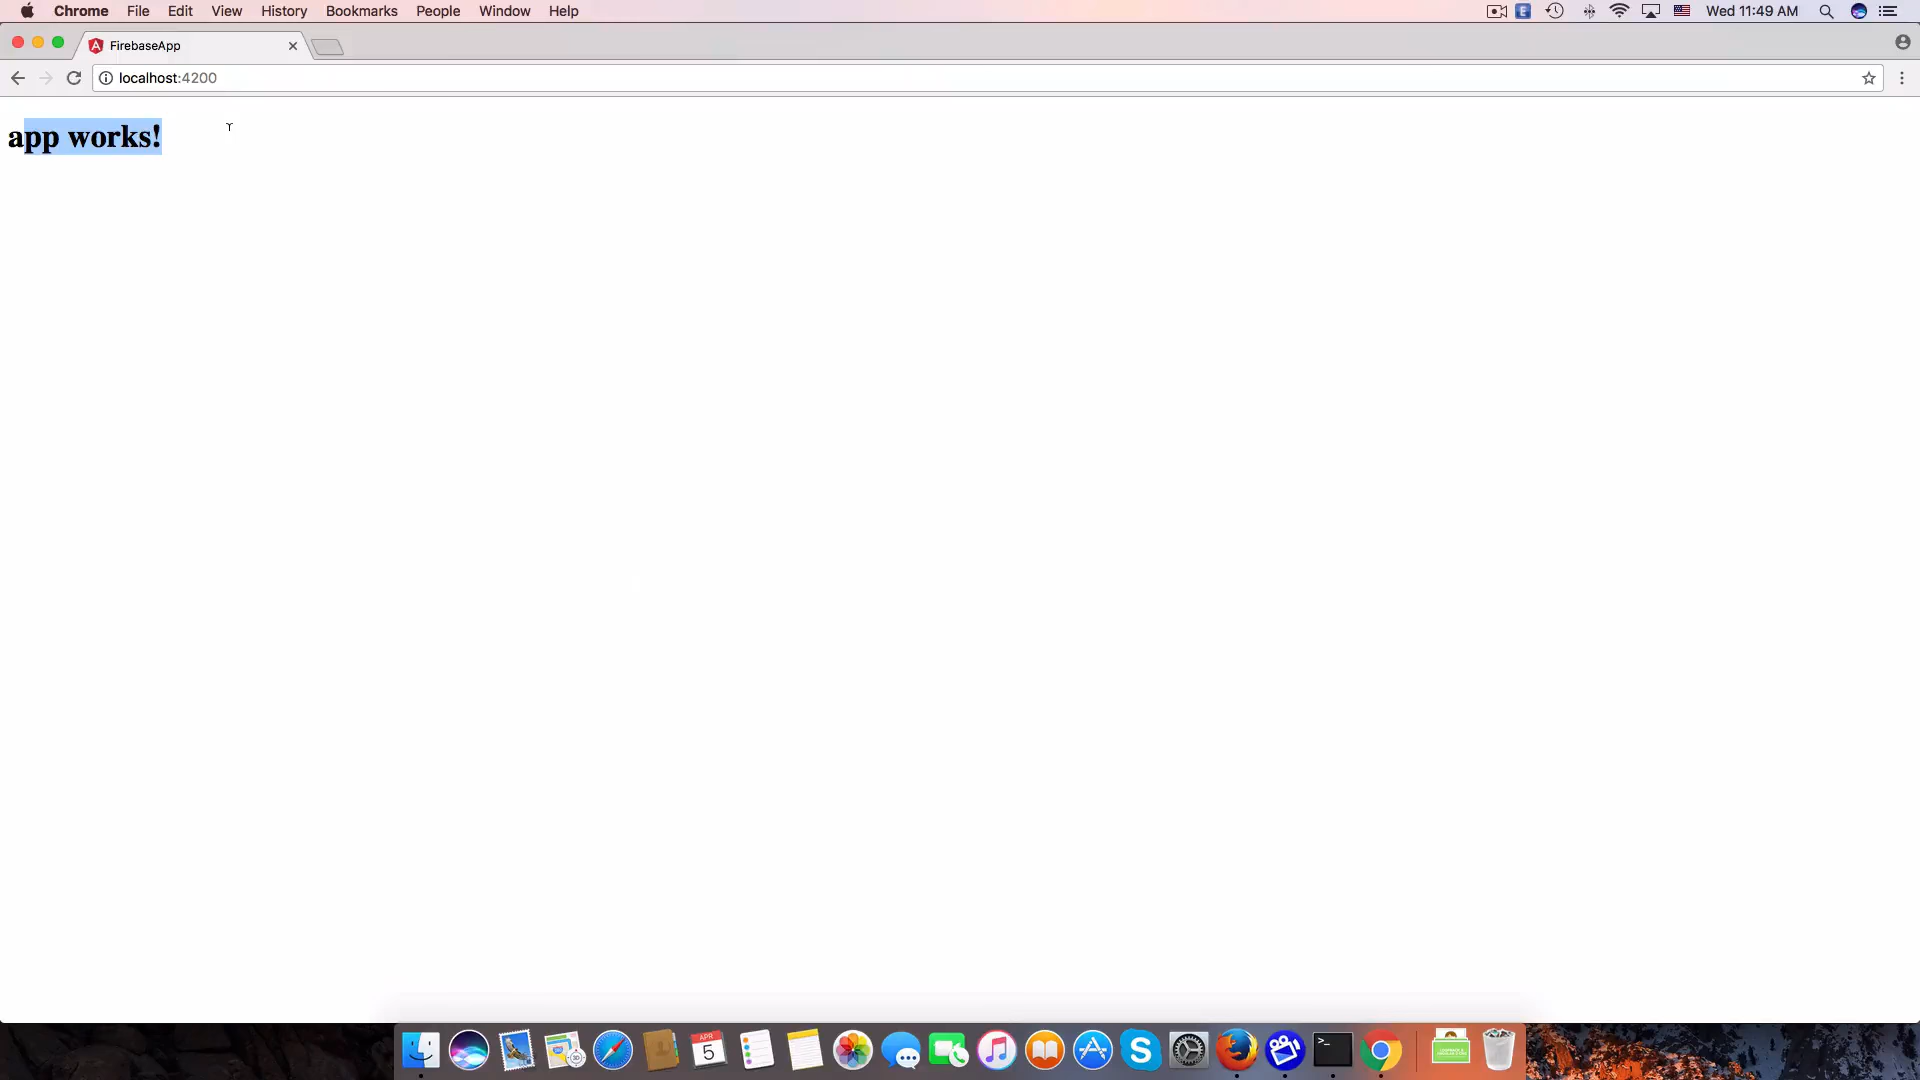 Chrome File Edit View History Bookmarks People Window Help
E
Wed 11:49 AM
FirebaseApp
localhost:4200
app works!
APR
5